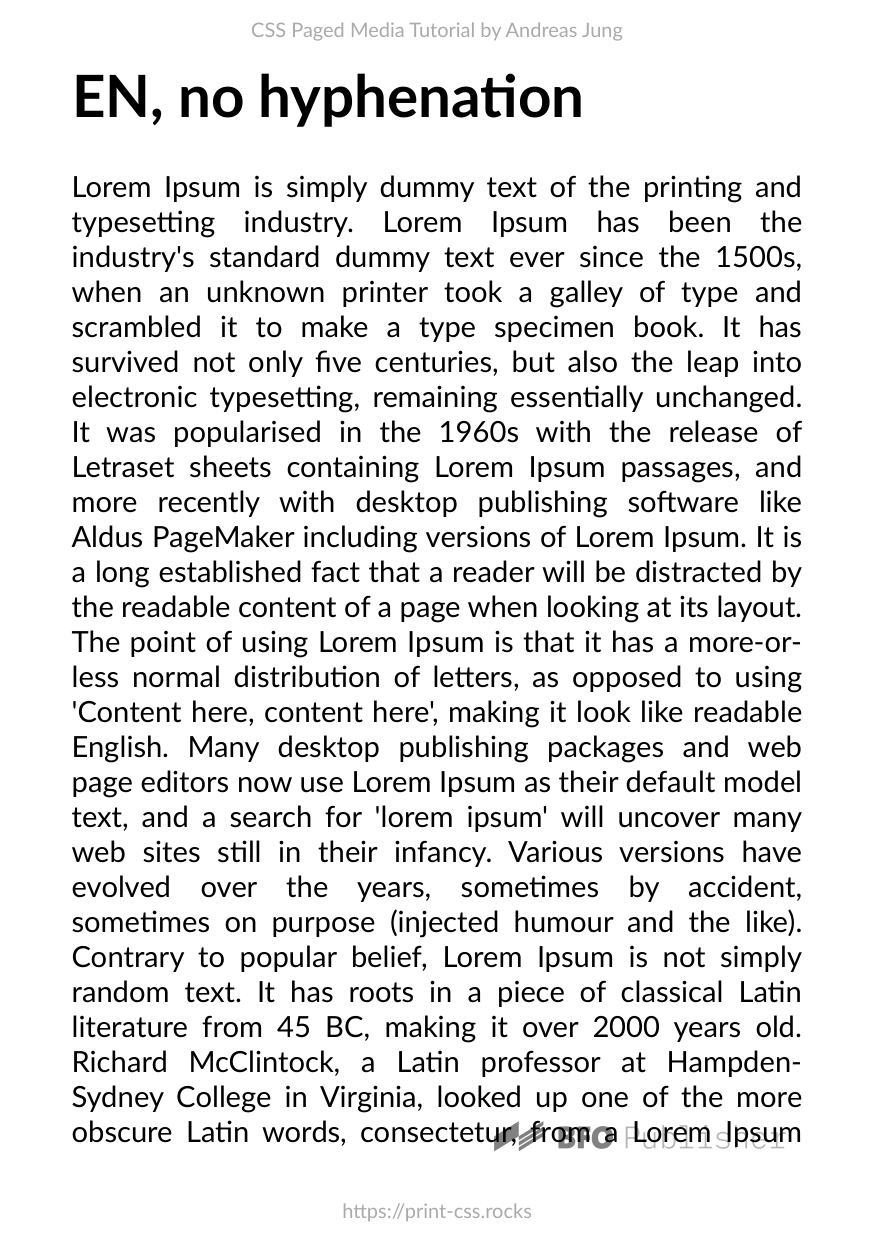 CSS Paged Media Tutorial by Andreas Jung
EN, no hyphenation
Lorem Ipsum is simply dummy text of the printing and
typesetting industry. Lorem Ipsum has been the
industry's standard dummy text ever since the 1500s,
when an unknown printer took a galley of type and
scrambled it to make a type specimen book. It has
survived not only five centuries, but also the leap into
electronic typesetting, remaining essentially unchanged.
It was popularised in the 1960s with the release of
Letraset sheets containing Lorem Ipsum passages, and
more recently with desktop publishing software like
Aldus PageMaker including versions of Lorem Ipsum. It is
a long established fact that a reader will be distracted by
the readable content of a page when looking at its layout.
The point of using Lorem Ipsum is that it has a more-or-
less normal distribution of letters, as opposed to using
'Content here, content here', making it look like readable
English. Many desktop publishing packages and web
page editors now use Lorem Ipsum as their default model
text, and a search for 'lorem ipsum' will uncover many
web sites still in their infancy. Various versions have
evolved over the years, sometimes by accident,
sometimes on purpose (injected humour and the like).
Contrary to popular belief, Lorem Ipsum is not simply
random text. It has roots in a piece of classical Latin
literature from 45 BC, making it over 2000 years old.
Richard McClintock, a Latin professor at Hampden-
Sydney College in Virginia, looked up one of the more
obscure Latin words, consectetur, from a Lorem Ipsum
BFO Publisher
https://print-css.rocks